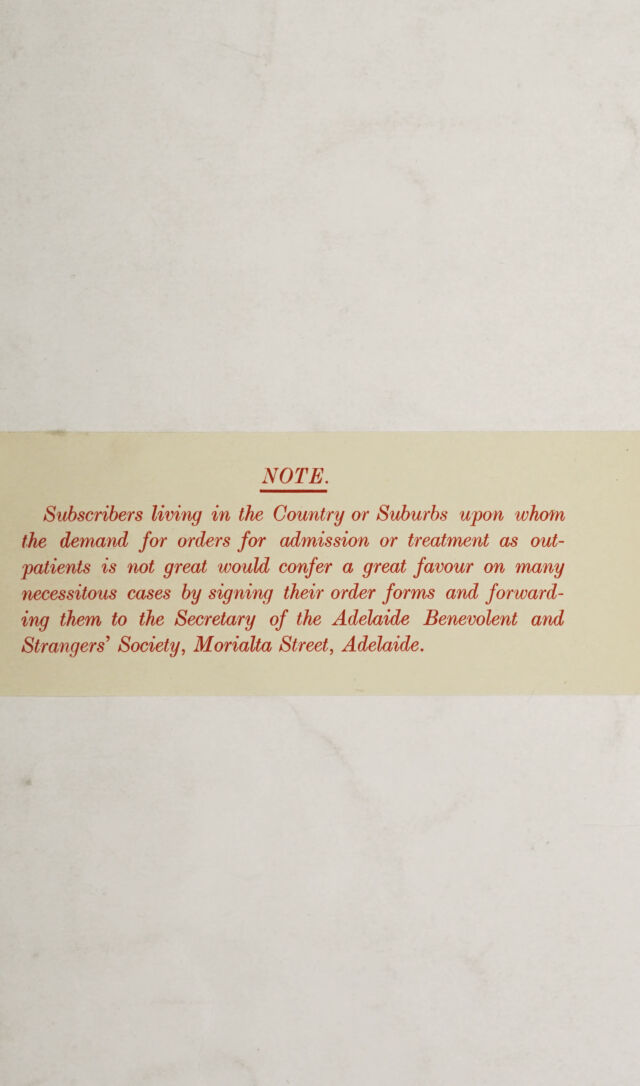 NOTE.
Subscribers living in the Country or Suburbs upon whom
the demand for orders for admission or treatment as out-
patients is not great would confer a great favour on many
necessitous cases by signing their order forms and forward-
ing them to the Secretary of the Adelaide Benevolent and
Strangers' Society, Morialta Street, Adelaide.